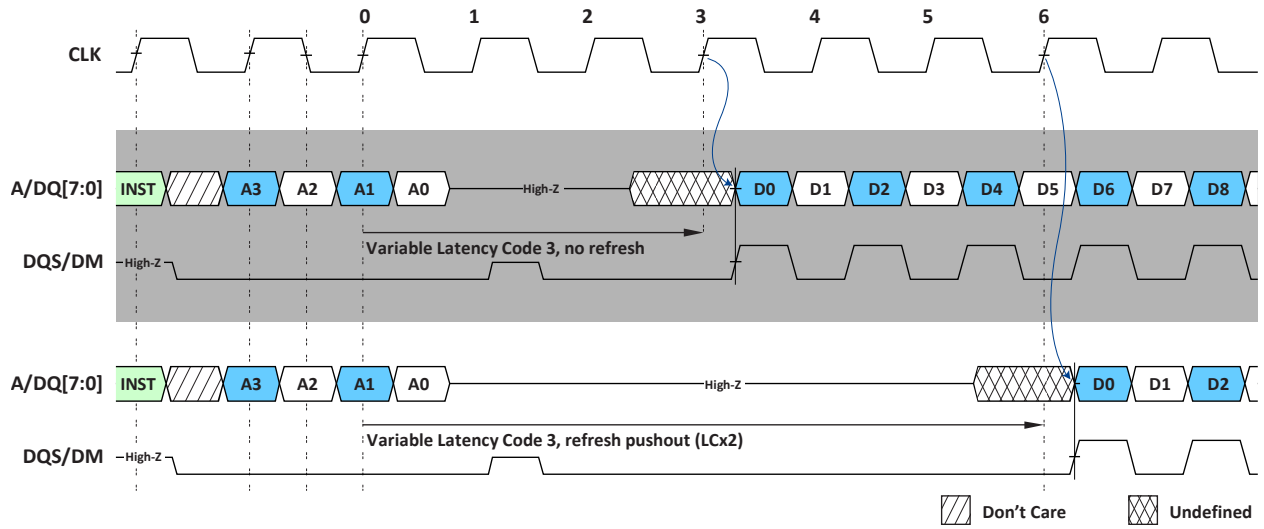 0 1 2 3 4 5 6
CLK
A/DQ[7:0] INST A3 A2 A1 A0 High-Z D0 D1 D2 D3 D4 D5 D6 D7 D8
Variable Latency Code 3, no refresh
DQS/DM High-Z
A/DQ[7:0] INST A3 A2 A1 A0 High-Z D0 D1 D2
Variable Latency Code 3, refresh pushout (LCx2)
DQS/DM High-Z
Don't Care Undefined